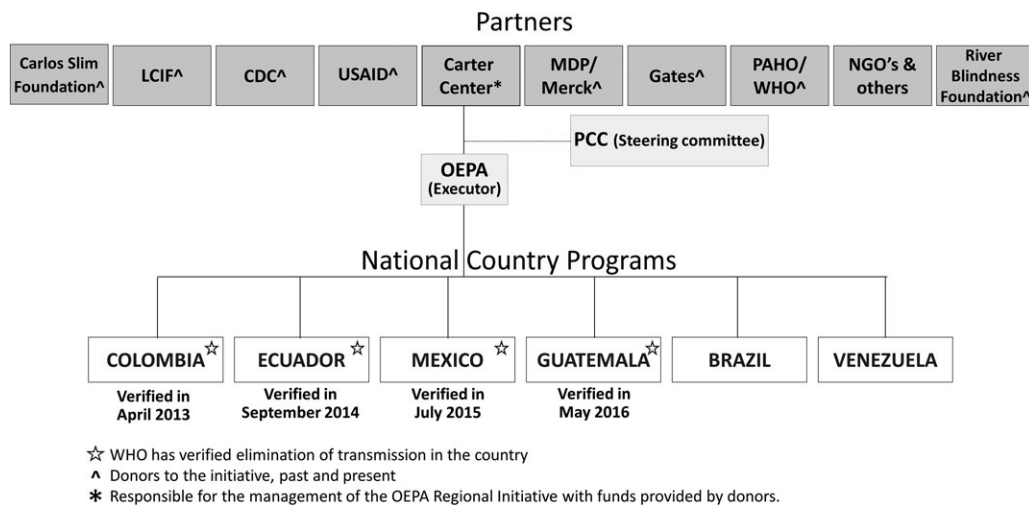 Partners
Carlos Slim
Foundation^
LCIF^
CDC^
USAID^
Carter
Center*
MDP/
Merck^
Gates^
PAHO/
WHO^
NGO's &
others
River
Blindness
Foundation^
PCC (Steering committee)
OEPA
(Executor)
National Country Programs
COLOMBIA☆
ECUADOR☆
MEXICO☆
GUATEMALA☆
BRAZIL
VENEZUELA
Verified in
April 2013
Verified in
September 2014
Verified in
July 2015
Verified in
May 2016
☆ WHO has verified elimination of transmission in the country
^ Donors to the initiative, past and present
* Responsible for the management of the OEPA Regional Initiative with funds provided by donors.